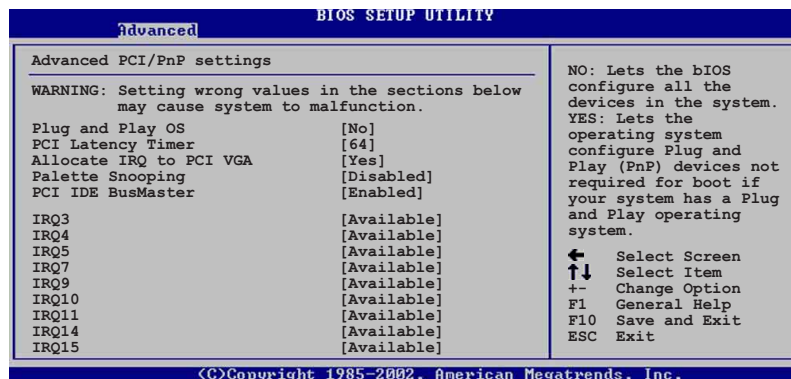 BIOS SETUP UTILITY
Advanced
Advanced PCI/PnP settings
WARNING: Setting wrong values in the sections below
may cause system to malfunction.
Plug and Play OS [No]
PCI Latency Timer [64]
Allocate IRQ to PCI VGA [Yes]
Palette Snooping [Disabled]
PCI IDE BusMaster [Enabled]
IRQ3 [Available]
IRQ4 [Available]
IRQ5 [Available]
IRQ7 [Available]
IRQ9 [Available]
IRQ10 [Available]
IRQ11 [Available]
IRQ14 [Available]
IRQ15 [Available]
NO: Lets the bIOS
configure all the
devices in the system.
YES: Lets the
operating system
configure Plug and
Play (PnP) devices not
required for boot if
your system has a Plug
and Play operating
system.
← Select Screen
↑↓ Select Item
+- Change Option
F1 General Help
F10 Save and Exit
ESC Exit
(C)Copyright 1985-2002, American Megatrends, Inc.